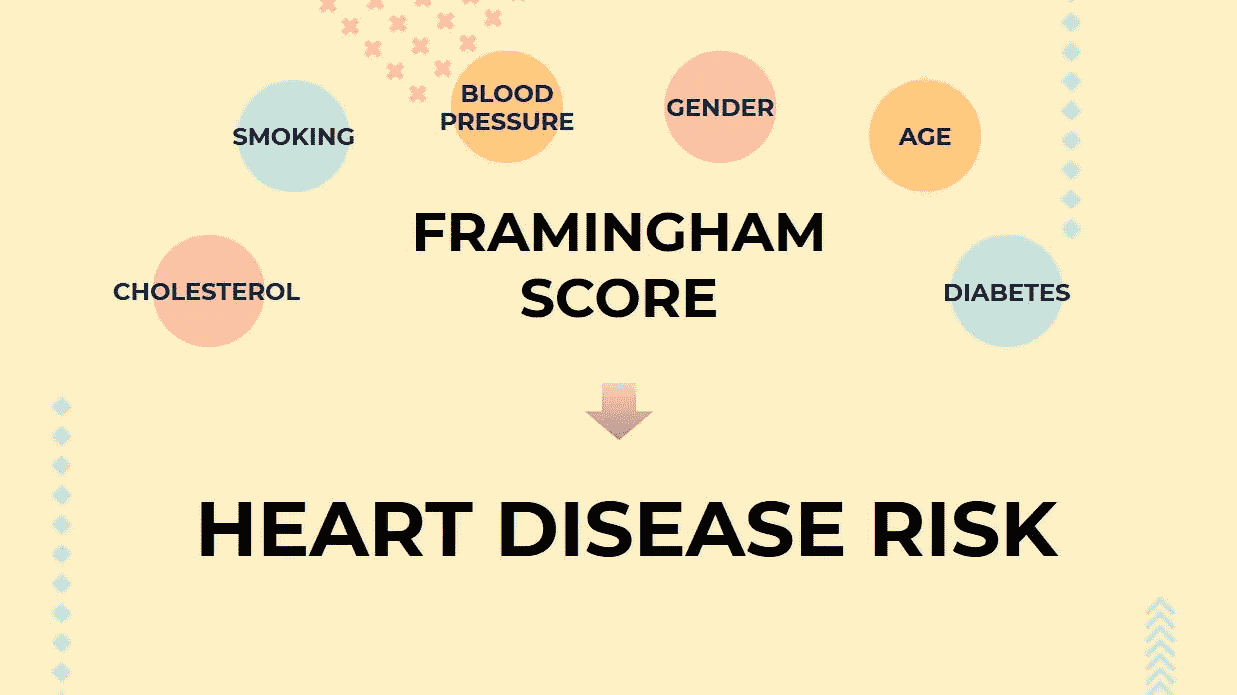 BLOOD
PRESSURE
GENDER
SMOKING
AGE
FRAMINGHAM
SCORE
CHOLESTEROL
DIABETES
HEART DISEASE RISK